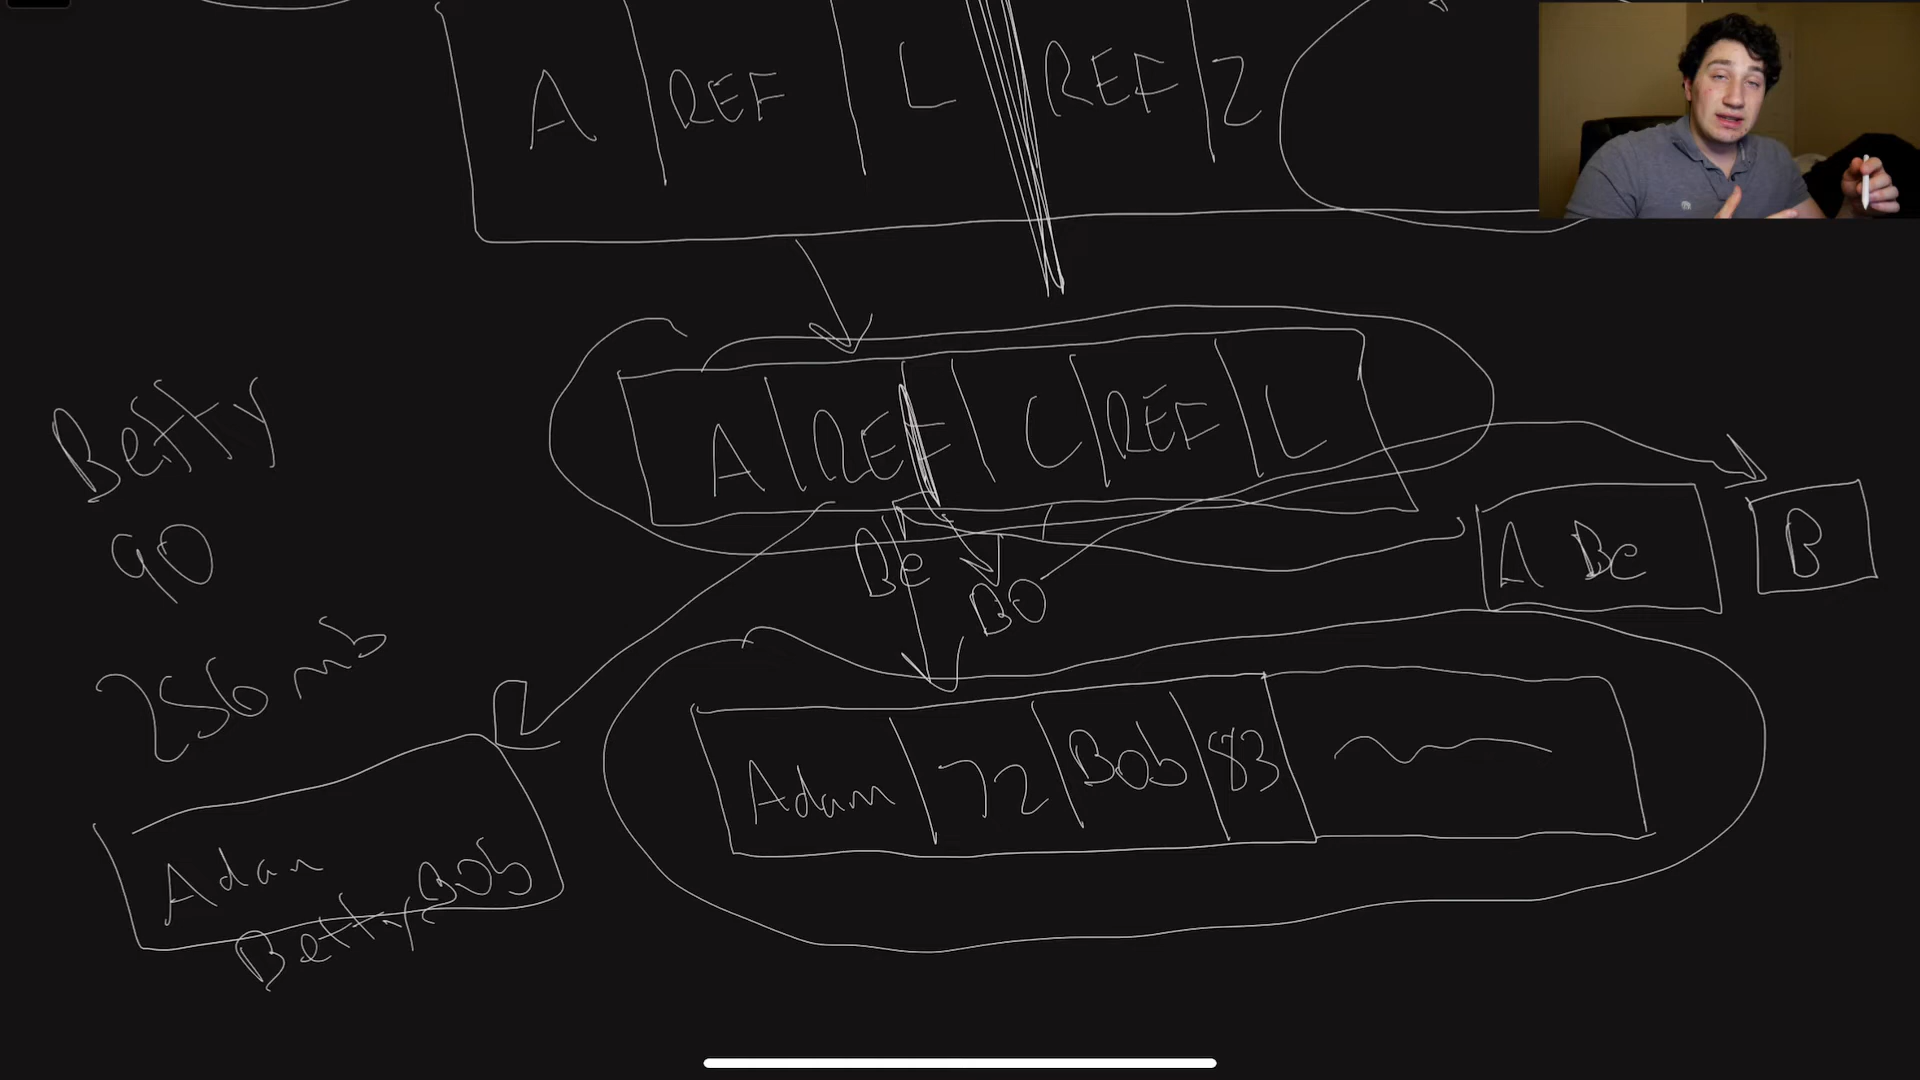 A REF L REF Z
A REF C REF L
Betty
90
256 mb
Be
BO
A Be
B
Adam 72 Bob 83
Adam
Betty, Bob